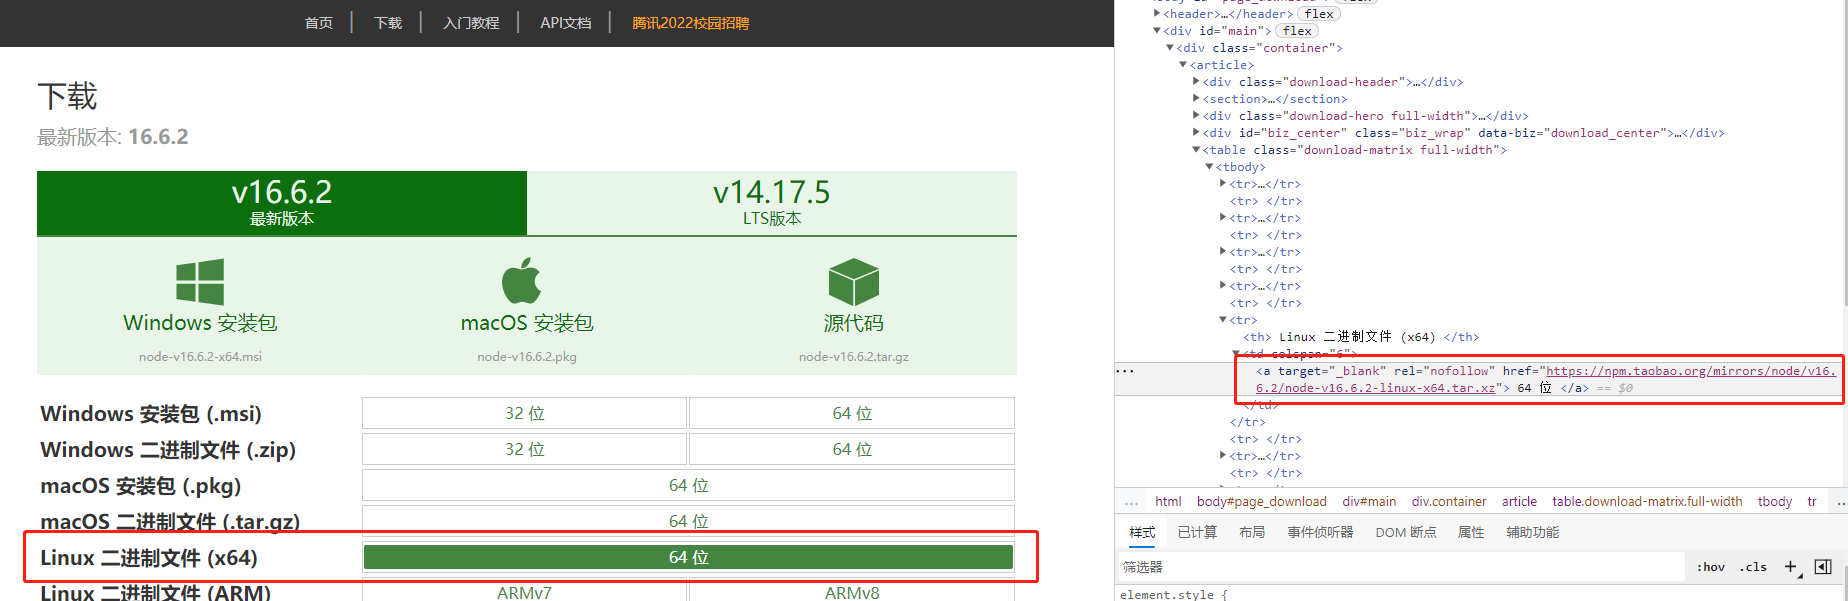 首页 | 下载 | 入门教程 | API文档 | 腾讯2022校园招聘
下载
最新版本: 16.6.2
v16.6.2
最新版本
v14.17.5
LTS版本
Windows 安装包
node-v16.6.2-x64.msi
macOS 安装包
node-v16.6.2.pkg
源代码
node-v16.6.2.tar.gz
Windows 安装包 (.msi) 32 位 64 位
Windows 二进制文件 (.zip) 32 位 64 位
macOS 安装包 (.pkg) 64 位
macOS 二进制文件 (.tar.gz) 64 位
Linux 二进制文件 (x64) 64 位
Linux 二进制文件 (ARM) ARMv7 ARMv8
<header>…</header> flex
<div id="main"> flex
<div class="container">
<article>
<div class="download-header">…</div>
<section>…</section>
<div class="download-hero full-width">…</div>
<div id="biz_center" class="biz_wrap" data-biz="download_center">…</div>
<table class="download-matrix full-width">
<tbody>
<tr>…</tr>
<tr> </tr>
<tr>…</tr>
<tr> </tr>
<tr>…</tr>
<tr> </tr>
<tr>…</tr>
<tr> </tr>
<tr>
<th> Linux 二进制文件 (x64) </th>
<td colspan="6">
<a target="_blank" rel="nofollow" href="https://npm.taobao.org/mirrors/node/v16.
6.2/node-v16.6.2-linux-x64.tar.xz"> 64 位 </a> == $0
</td>
</tr>
<tr> </tr>
<tr>…</tr>
<tr> </tr>
… html body#page_download div#main div.container article table.download-matrix.full-width tbody tr …
样式 已计算 布局 事件侦听器 DOM 断点 属性 辅助功能
筛选器 :hov .cls +
element.style {